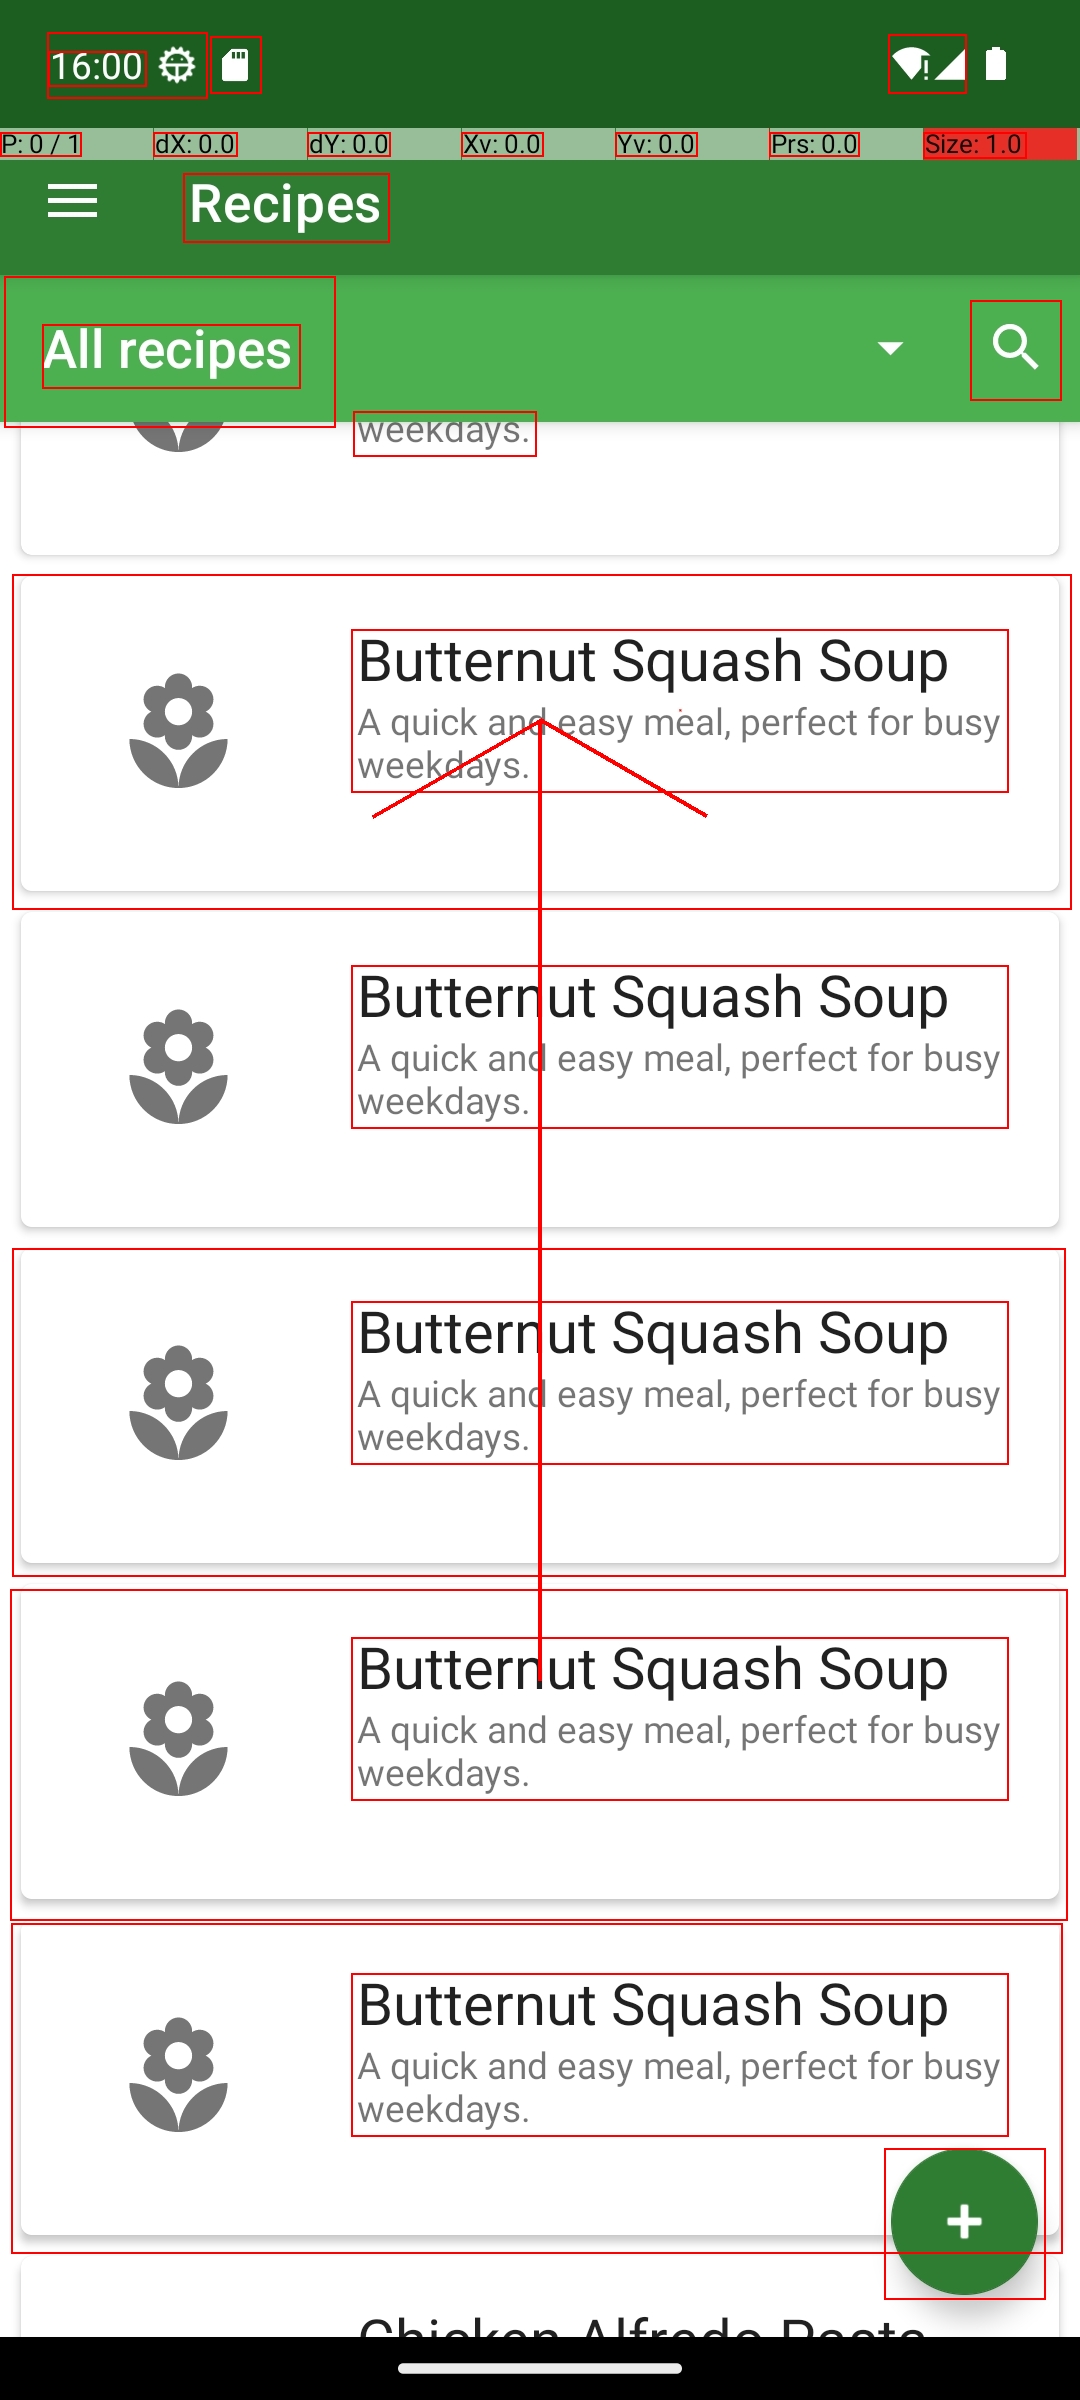 16:00
P: 0 / 1 dX: 0.0 dY: 0.0 Xv: 0.0 Yv: 0.0 Prs: 0.0 Size: 1.0
Recipes
All recipes
weekdays.
Butternut Squash Soup
A quick and easy meal, perfect for busy
weekdays.
Butternut Squash Soup
A quick and easy meal, perfect for busy
weekdays.
Butternut Squash Soup
A quick and easy meal, perfect for busy
weekdays.
Butternut Squash Soup
A quick and easy meal, perfect for busy
weekdays.
Butternut Squash Soup
A quick and easy meal, perfect for busy
weekdays.
Chicken Alfredo Pasta